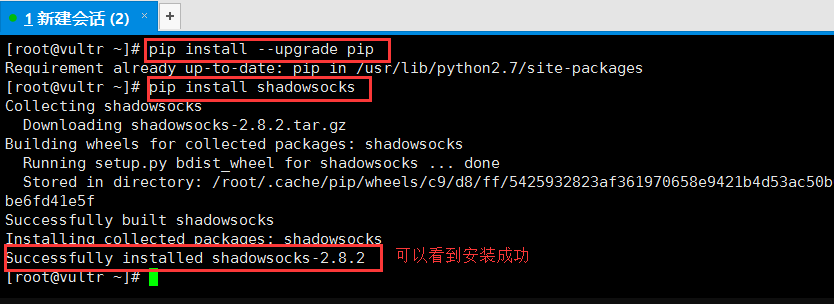 1 新建会话 (2) × +
[root@vultr ~]# pip install --upgrade pip
Requirement already up-to-date: pip in /usr/lib/python2.7/site-packages
[root@vultr ~]# pip install shadowsocks
Collecting shadowsocks
  Downloading shadowsocks-2.8.2.tar.gz
Building wheels for collected packages: shadowsocks
  Running setup.py bdist_wheel for shadowsocks ... done
  Stored in directory: /root/.cache/pip/wheels/c9/d8/ff/5425932823af361970658e9421b4d53ac50b
be6fd41e5f
Successfully built shadowsocks
Installing collected packages: shadowsocks
Successfully installed shadowsocks-2.8.2 可以看到安装成功
[root@vultr ~]#